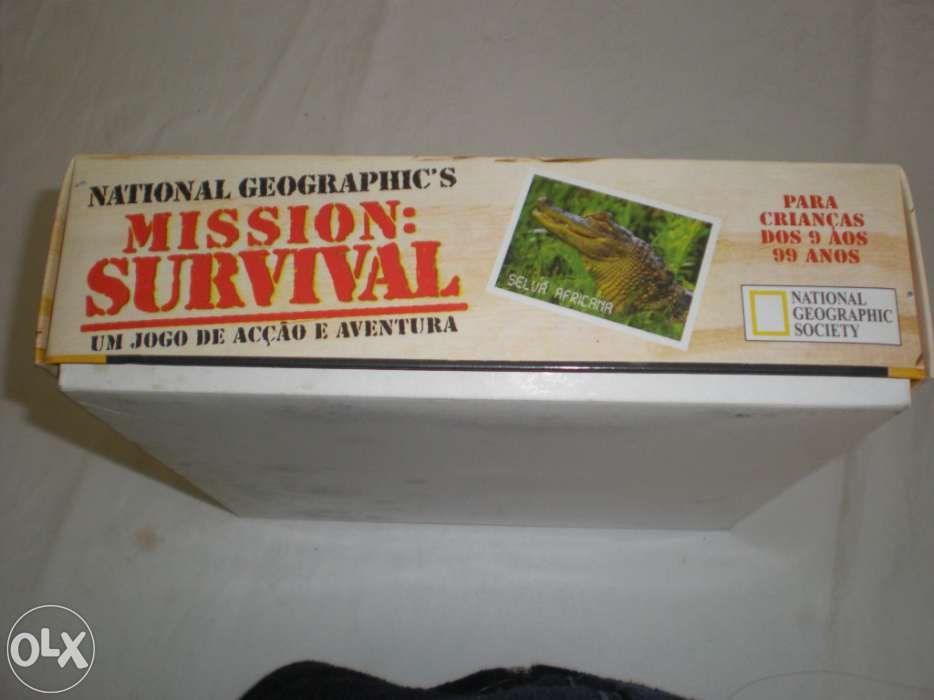 NATIONAL GEOGRAPHIC'S
MISSION:
SURVIVAL
UM JOGO DE ACÇÃO E AVENTURA
SELVA AFRICANA
PARA
CRIANÇAS
DOS 9 AOS
99 ANOS
NATIONAL
GEOGRAPHIC
SOCIETY
OLX